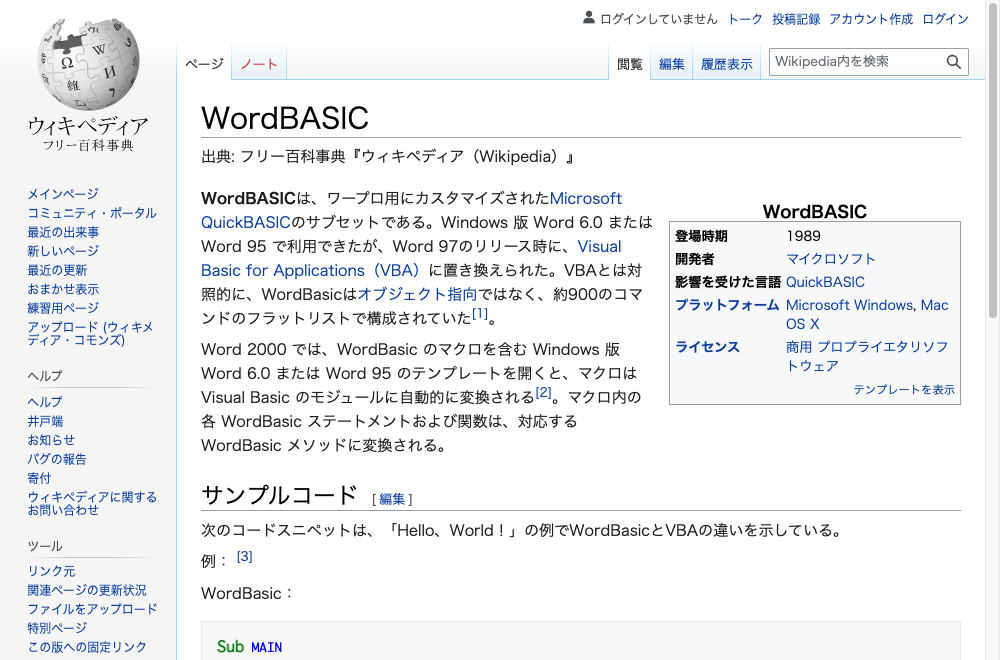 ログインしていません トーク 投稿記録 アカウント作成 ログイン
ページ ノート 閲覧 編集 履歴表示 Wikipedia内を検索
ウィキペディア
フリー百科事典
メインページ
コミュニティ・ポータル
最近の出来事
新しいページ
最近の更新
おまかせ表示
練習用ページ
アップロード (ウィキメ
ディア・コモンズ)
ヘルプ
ヘルプ
井戸端
お知らせ
バグの報告
寄付
ウィキペディアに関する
お問い合わせ
ツール
リンク元
関連ページの更新状況
ファイルをアップロード
特別ページ
この版への固定リンク
WordBASIC
出典: フリー百科事典『ウィキペディア（Wikipedia）』
WordBASICは、ワープロ用にカスタマイズされたMicrosoft
QuickBASICのサブセットである。Windows 版 Word 6.0 または
Word 95 で利用できたが、Word 97のリリース時に、Visual
Basic for Applications（VBA）に置き換えられた。VBAとは対
照的に、WordBasicはオブジェクト指向ではなく、約900のコマ
ンドのフラットリストで構成されていた[1]。
Word 2000 では、WordBasic のマクロを含む Windows 版
Word 6.0 または Word 95 のテンプレートを開くと、マクロは
Visual Basic のモジュールに自動的に変換される[2]。マクロ内の
各 WordBasic ステートメントおよび関数は、対応する
WordBasic メソッドに変換される。
WordBASIC
登場時期 1989
開発者 マイクロソフト
影響を受けた言語 QuickBASIC
プラットフォーム Microsoft Windows, Mac
OS X
ライセンス 商用 プロプライエタリソフ
トウェア
テンプレートを表示
サンプルコード [編集]
次のコードスニペットは、「Hello、World！」の例でWordBasicとVBAの違いを示している。
例： [3]
WordBasic：
Sub MAIN